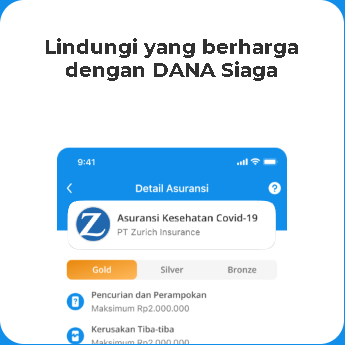 Lindungi yang berharga
dengan DANA Siaga
9:41
Detail Asuransi
?
Z
Asuransi Kesehatan Covid-19
PT Zurich Insurance
Gold Silver Bronze
Pencurian dan Perampokan
Maksimum Rp2.000.000
Kerusakan Tiba-tiba
Maksimum Rp2.000.000